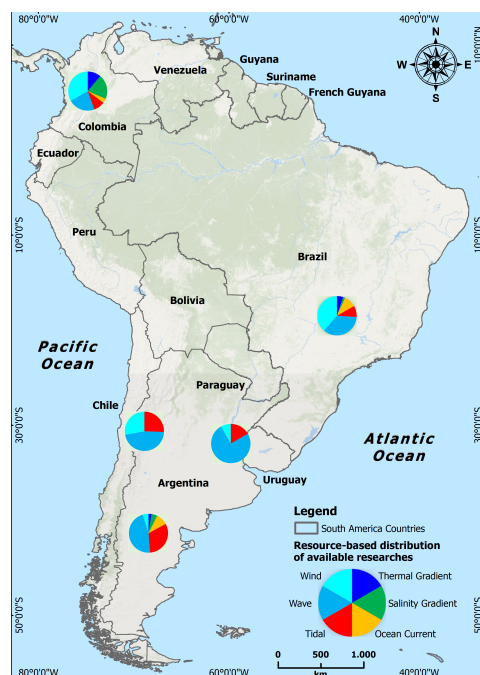 80°0'0"W 60°0'0"W 40°0'0"W
N
W E
S
10°0'0"N
Guyana
Venezuela
Suriname
French Guyana
Colombia
Ecuador
Peru
Brazil
10°0'0"S 10°0'0"S
Bolivia
Pacific
Ocean
Paraguay
Chile
30°0'0"S 30°0'0"S
Atlantic
Ocean
Argentina
Uruguay
Legend
South America Countries
Resource-based distribution
of available researches
Wind Thermal Gradient
Wave Salinity Gradient
Tidal Ocean Current
0 500 1.000
km
50°0'0"S 50°0'0"S
80°0'0"W 60°0'0"W 40°0'0"W